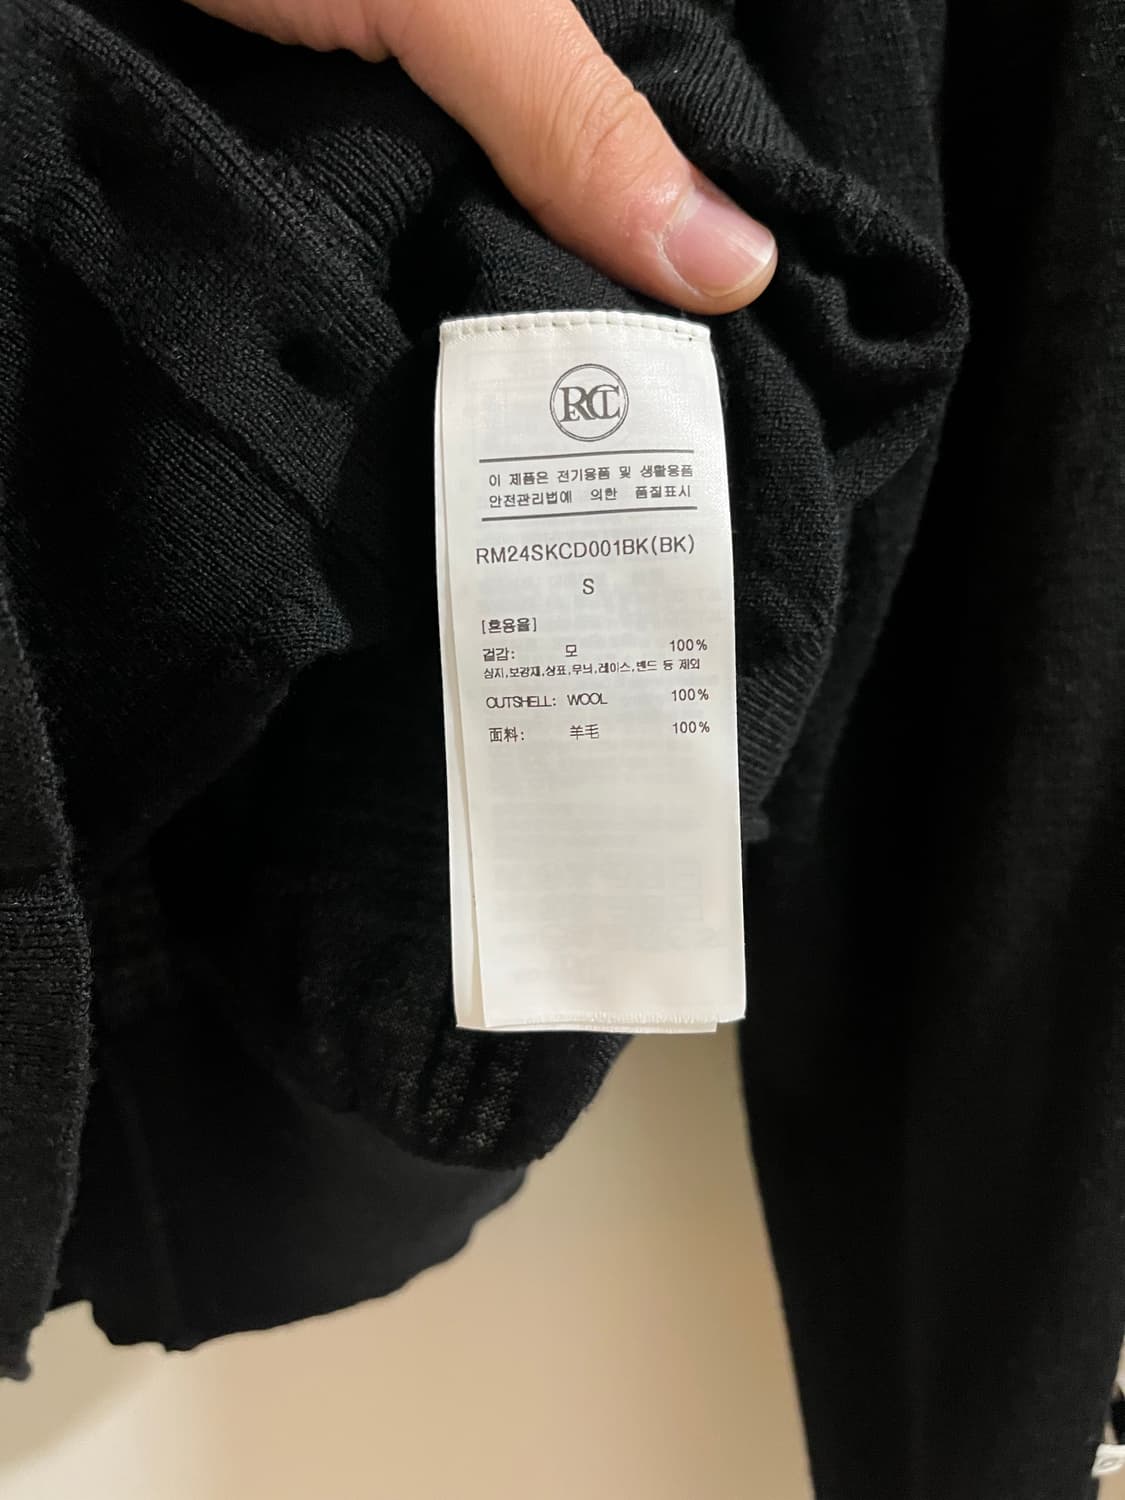 RCT
이 제품은 전기용품 및 생활용품
안전관리법에 의한 품질표시
RM24SKCD001BK(BK)
S
[혼용율]
겉감: 모 100%
심지,보강재,상표,무늬,레이스,밴드 등 제외
OUTSHELL: WOOL 100%
面料: 羊毛 100%